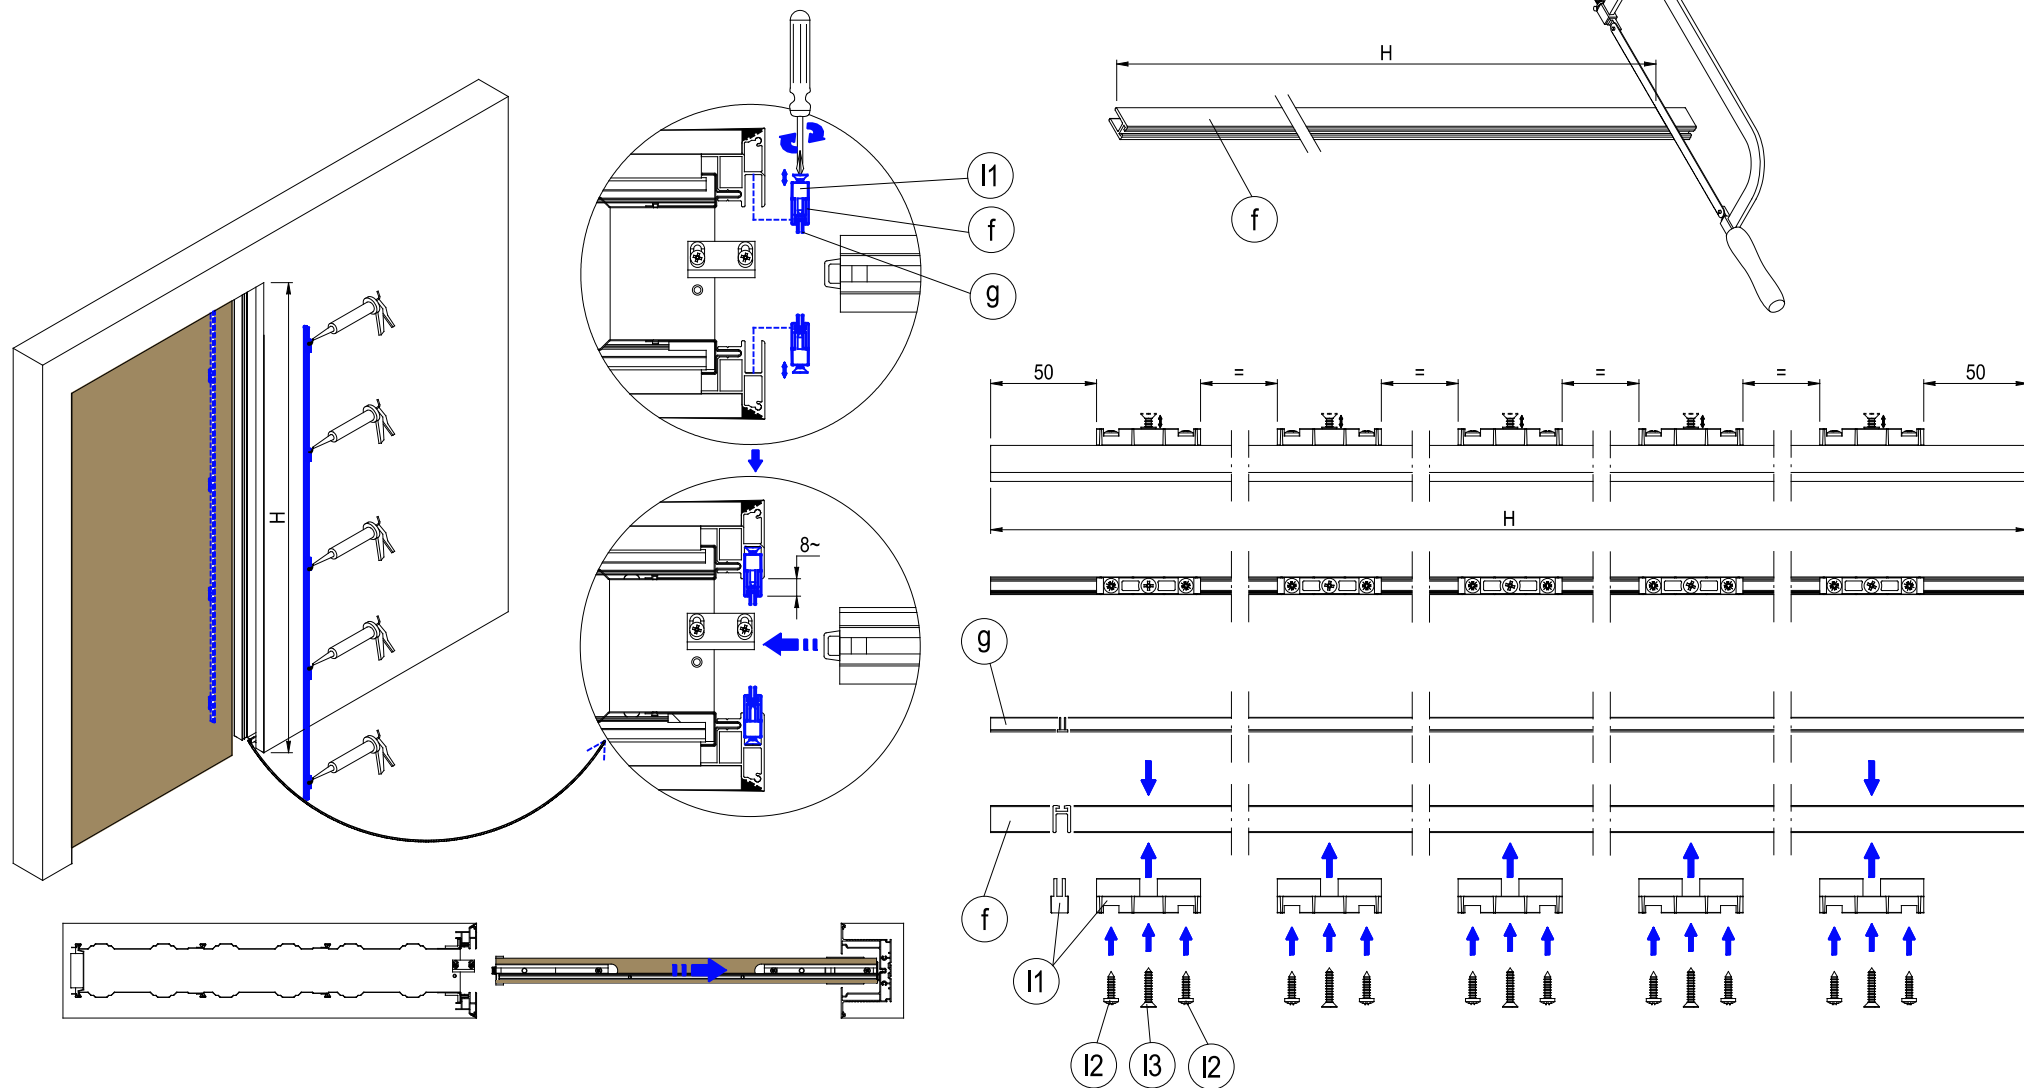 H
I1
f
f
g
50 = = = = 50
H
H
8~
g
f
I1
I2 I3 I2